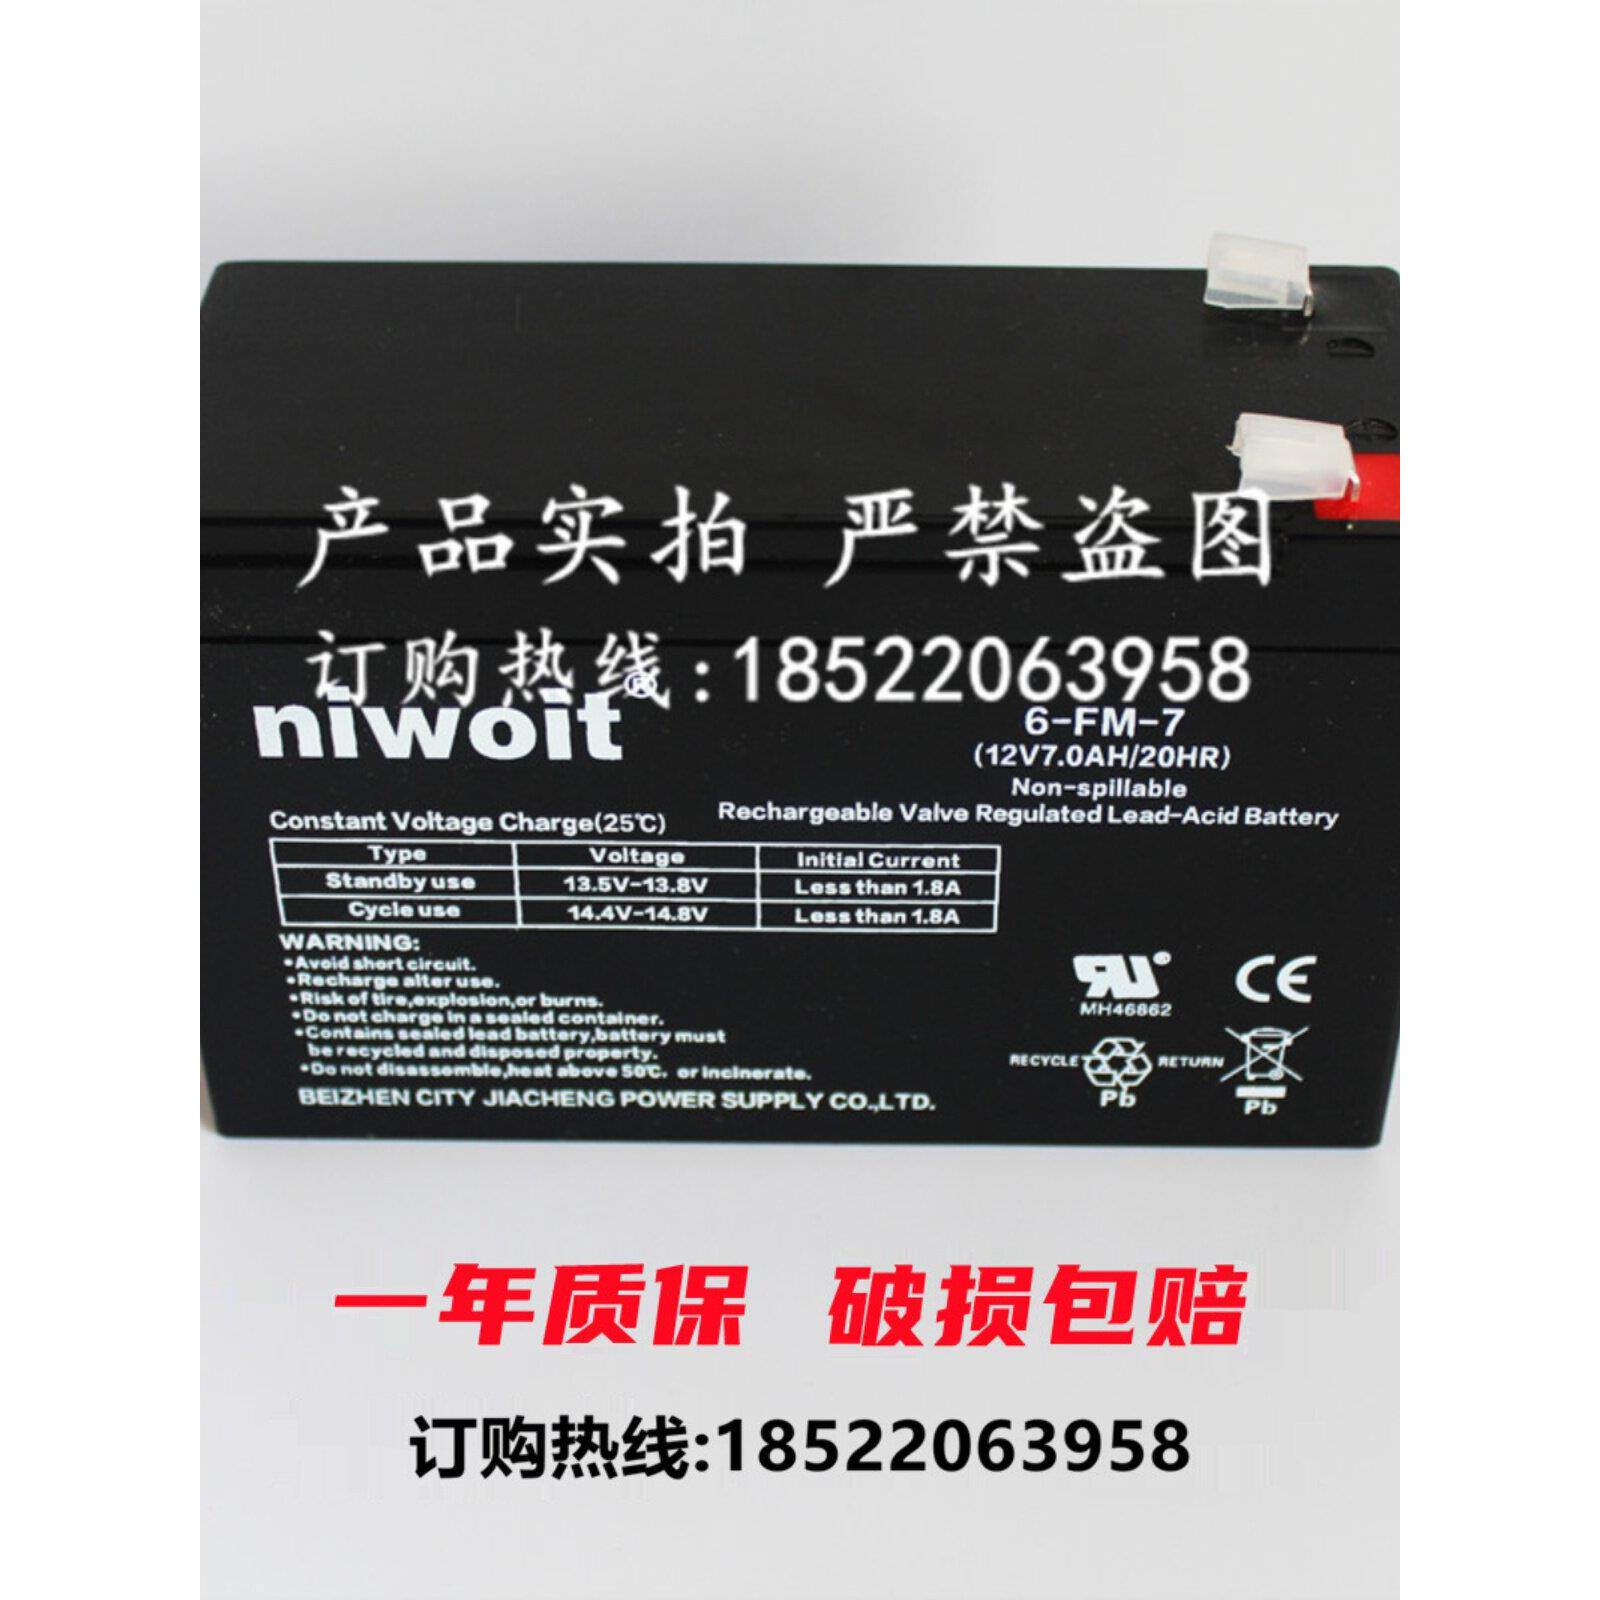 产品实拍 严禁盗图
订购热线:18522063958
niwoit®
6-FM-7
(12V7.0AH/20HR)
Non-spillable
Rechargeable Valve Regulated Lead-Acid Battery
Constant Voltage Charge(25℃)
Type Voltage Initial Current
Standby use 13.5V-13.8V Less than 1.8A
Cycle use 14.4V-14.8V Less than 1.8A
WARNING:
•Avoid short circuit.
•Recharge alter use.
•Risk of tire,explosion,or burns.
•Do not charge in a sealed container.
•Contains sealed lead battery,battery must
be recycled and disposed property.
•Do not disassomble,heat above 50℃. or incinerate.
BEIZHEN CITY JIACHENG POWER SUPPLY CO.,LTD.
MH46862
CE
RECYCLE RETURN
Pb
Pb
一年质保 破损包赔
订购热线:18522063958